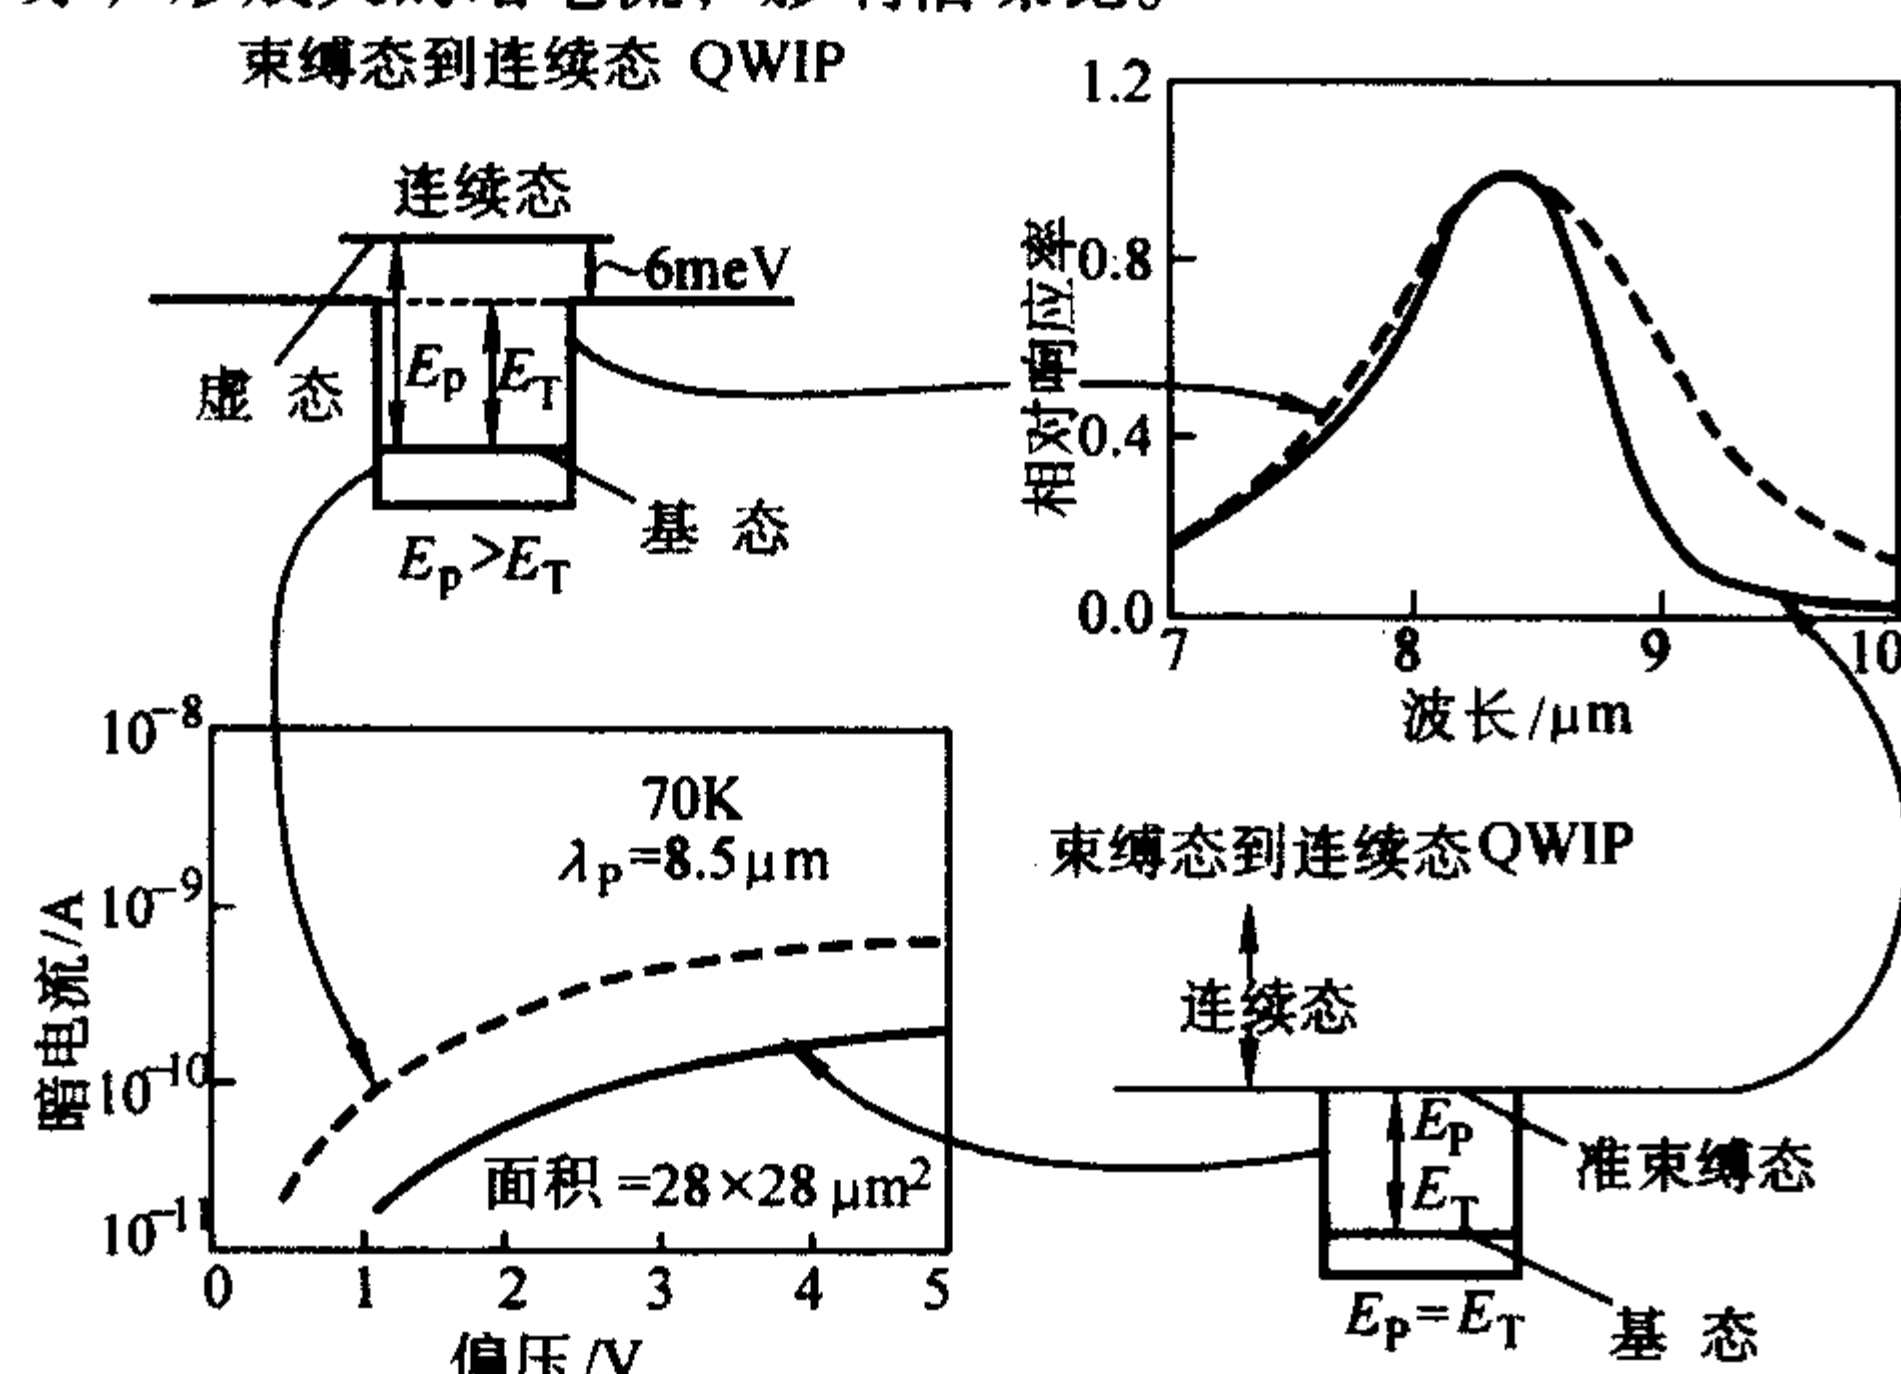 束缚态到连续态 QWIP
连续态
~6meV
虚 态
E_P
E_T
基 态
E_P>E_T
1.2
0.8
0.4
0.0
相对响应率
7
8
9
10
波长/μm
10⁻⁸
10⁻⁹
10⁻¹⁰
10⁻¹¹
暗电流/A
70K
λ_P=8.5μm
面积=28×28 μm²
0
1
2
3
4
5
偏压/V
束缚态到连续态QWIP
连续态
E_P
E_T
准束缚态
基 态
E_P=E_T